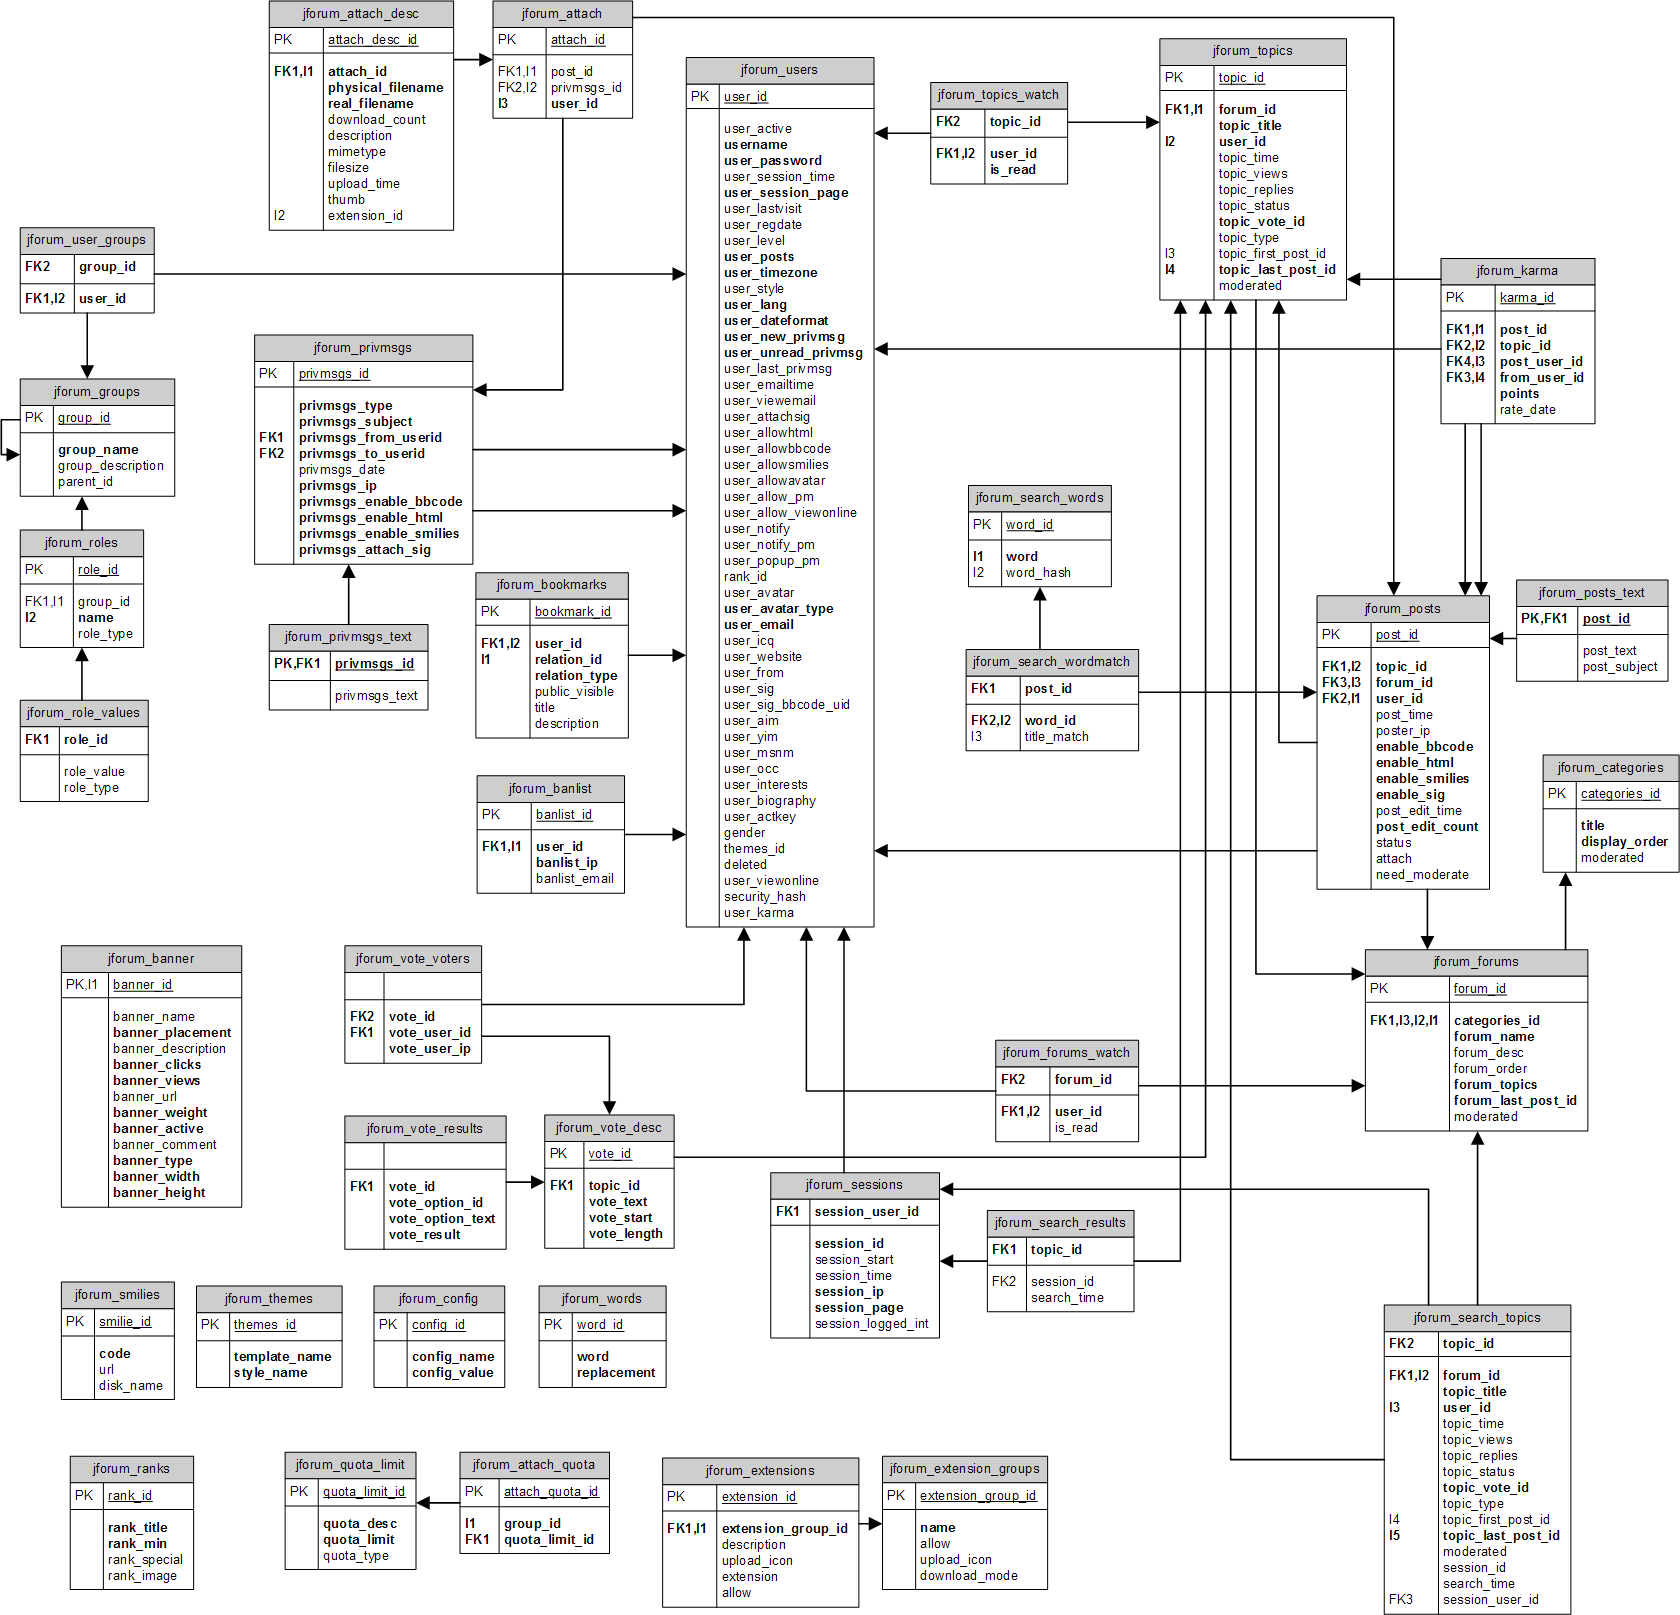 jforum_attach_desc
PK attach_desc_id
FK1,I1 attach_id
physical_filename
real_filename
download_count
description
mimetype
filesize
upload_time
thumb
I2 extension_id
jforum_attach
PK attach_id
FK1,I1 post_id
FK2,I2 privmsgs_id
I3 user_id
jforum_users
PK user_id
user_active
username
user_password
user_session_time
user_session_page
user_lastvisit
user_regdate
user_level
user_posts
user_timezone
user_style
user_lang
user_dateformat
user_new_privmsg
user_unread_privmsg
user_last_privmsg
user_emailtime
user_viewemail
user_attachsig
user_allowhtml
user_allowbbcode
user_allowsmilies
user_allowavatar
user_allow_pm
user_allow_viewonline
user_notify
user_notify_pm
user_popup_pm
rank_id
user_avatar
user_avatar_type
user_email
user_icq
user_website
user_from
user_sig
user_sig_bbcode_uid
user_aim
user_yim
user_msnm
user_occ
user_interests
user_biography
user_actkey
gender
themes_id
deleted
user_viewonline
security_hash
user_karma
jforum_topics_watch
FK2 topic_id
FK1,I2 user_id
is_read
jforum_topics
PK topic_id
FK1,I1 forum_id
topic_title
I2 user_id
topic_time
topic_views
topic_replies
topic_status
topic_vote_id
topic_type
I3 topic_first_post_id
I4 topic_last_post_id
moderated
jforum_user_groups
FK2 group_id
FK1,I2 user_id
jforum_karma
PK karma_id
FK1,I1 post_id
FK2,I2 topic_id
FK4,I3 post_user_id
FK3,I4 from_user_id
points
rate_date
jforum_privmsgs
PK privmsgs_id
privmsgs_type
privmsgs_subject
FK1 privmsgs_from_userid
FK2 privmsgs_to_userid
privmsgs_date
privmsgs_ip
privmsgs_enable_bbcode
privmsgs_enable_html
privmsgs_enable_smilies
privmsgs_attach_sig
jforum_groups
PK group_id
group_name
group_description
parent_id
jforum_roles
PK role_id
FK1,I1 group_id
I2 name
role_type
jforum_search_words
PK word_id
I1 word
I2 word_hash
jforum_bookmarks
PK bookmark_id
FK1,I2 user_id
I1 relation_id
relation_type
public_visible
title
description
jforum_privmsgs_text
PK,FK1 privmsgs_id
privmsgs_text
jforum_posts
PK post_id
FK1,I2 topic_id
FK3,I3 forum_id
FK2,I1 user_id
post_time
poster_ip
enable_bbcode
enable_html
enable_smilies
enable_sig
post_edit_time
post_edit_count
status
attach
need_moderate
jforum_posts_text
PK,FK1 post_id
post_text
post_subject
jforum_search_wordmatch
FK1 post_id
FK2,I2 word_id
I3 title_match
jforum_role_values
FK1 role_id
role_value
role_type
jforum_categories
PK categories_id
title
display_order
moderated
jforum_banlist
PK banlist_id
FK1,I1 user_id
banlist_ip
banlist_email
jforum_banner
PK,I1 banner_id
banner_name
banner_placement
banner_description
banner_clicks
banner_views
banner_url
banner_weight
banner_active
banner_comment
banner_type
banner_width
banner_height
jforum_vote_voters
FK2 vote_id
FK1 vote_user_id
vote_user_ip
jforum_forums
PK forum_id
FK1,I3,I2,I1 categories_id
forum_name
forum_desc
forum_order
forum_topics
forum_last_post_id
moderated
jforum_forums_watch
FK2 forum_id
FK1,I2 user_id
is_read
jforum_vote_results
FK1 vote_id
vote_option_id
vote_option_text
vote_result
jforum_vote_desc
PK vote_id
FK1 topic_id
vote_text
vote_start
vote_length
jforum_sessions
FK1 session_user_id
session_id
session_start
session_time
session_ip
session_page
session_logged_int
jforum_search_results
FK1 topic_id
FK2 session_id
search_time
jforum_smilies
PK smilie_id
code
url
disk_name
jforum_themes
PK themes_id
template_name
style_name
jforum_config
PK config_id
config_name
config_value
jforum_words
PK word_id
word
replacement
jforum_search_topics
FK2 topic_id
FK1,I2 forum_id
topic_title
I3 user_id
topic_time
topic_views
topic_replies
topic_status
topic_vote_id
topic_type
I4 topic_first_post_id
I5 topic_last_post_id
moderated
session_id
search_time
FK3 session_user_id
jforum_ranks
PK rank_id
rank_title
rank_min
rank_special
rank_image
jforum_quota_limit
PK quota_limit_id
quota_desc
quota_limit
quota_type
jforum_attach_quota
PK attach_quota_id
I1 group_id
FK1 quota_limit_id
jforum_extensions
PK extension_id
FK1,I1 extension_group_id
description
upload_icon
extension
allow
jforum_extension_groups
PK extension_group_id
name
allow
upload_icon
download_mode